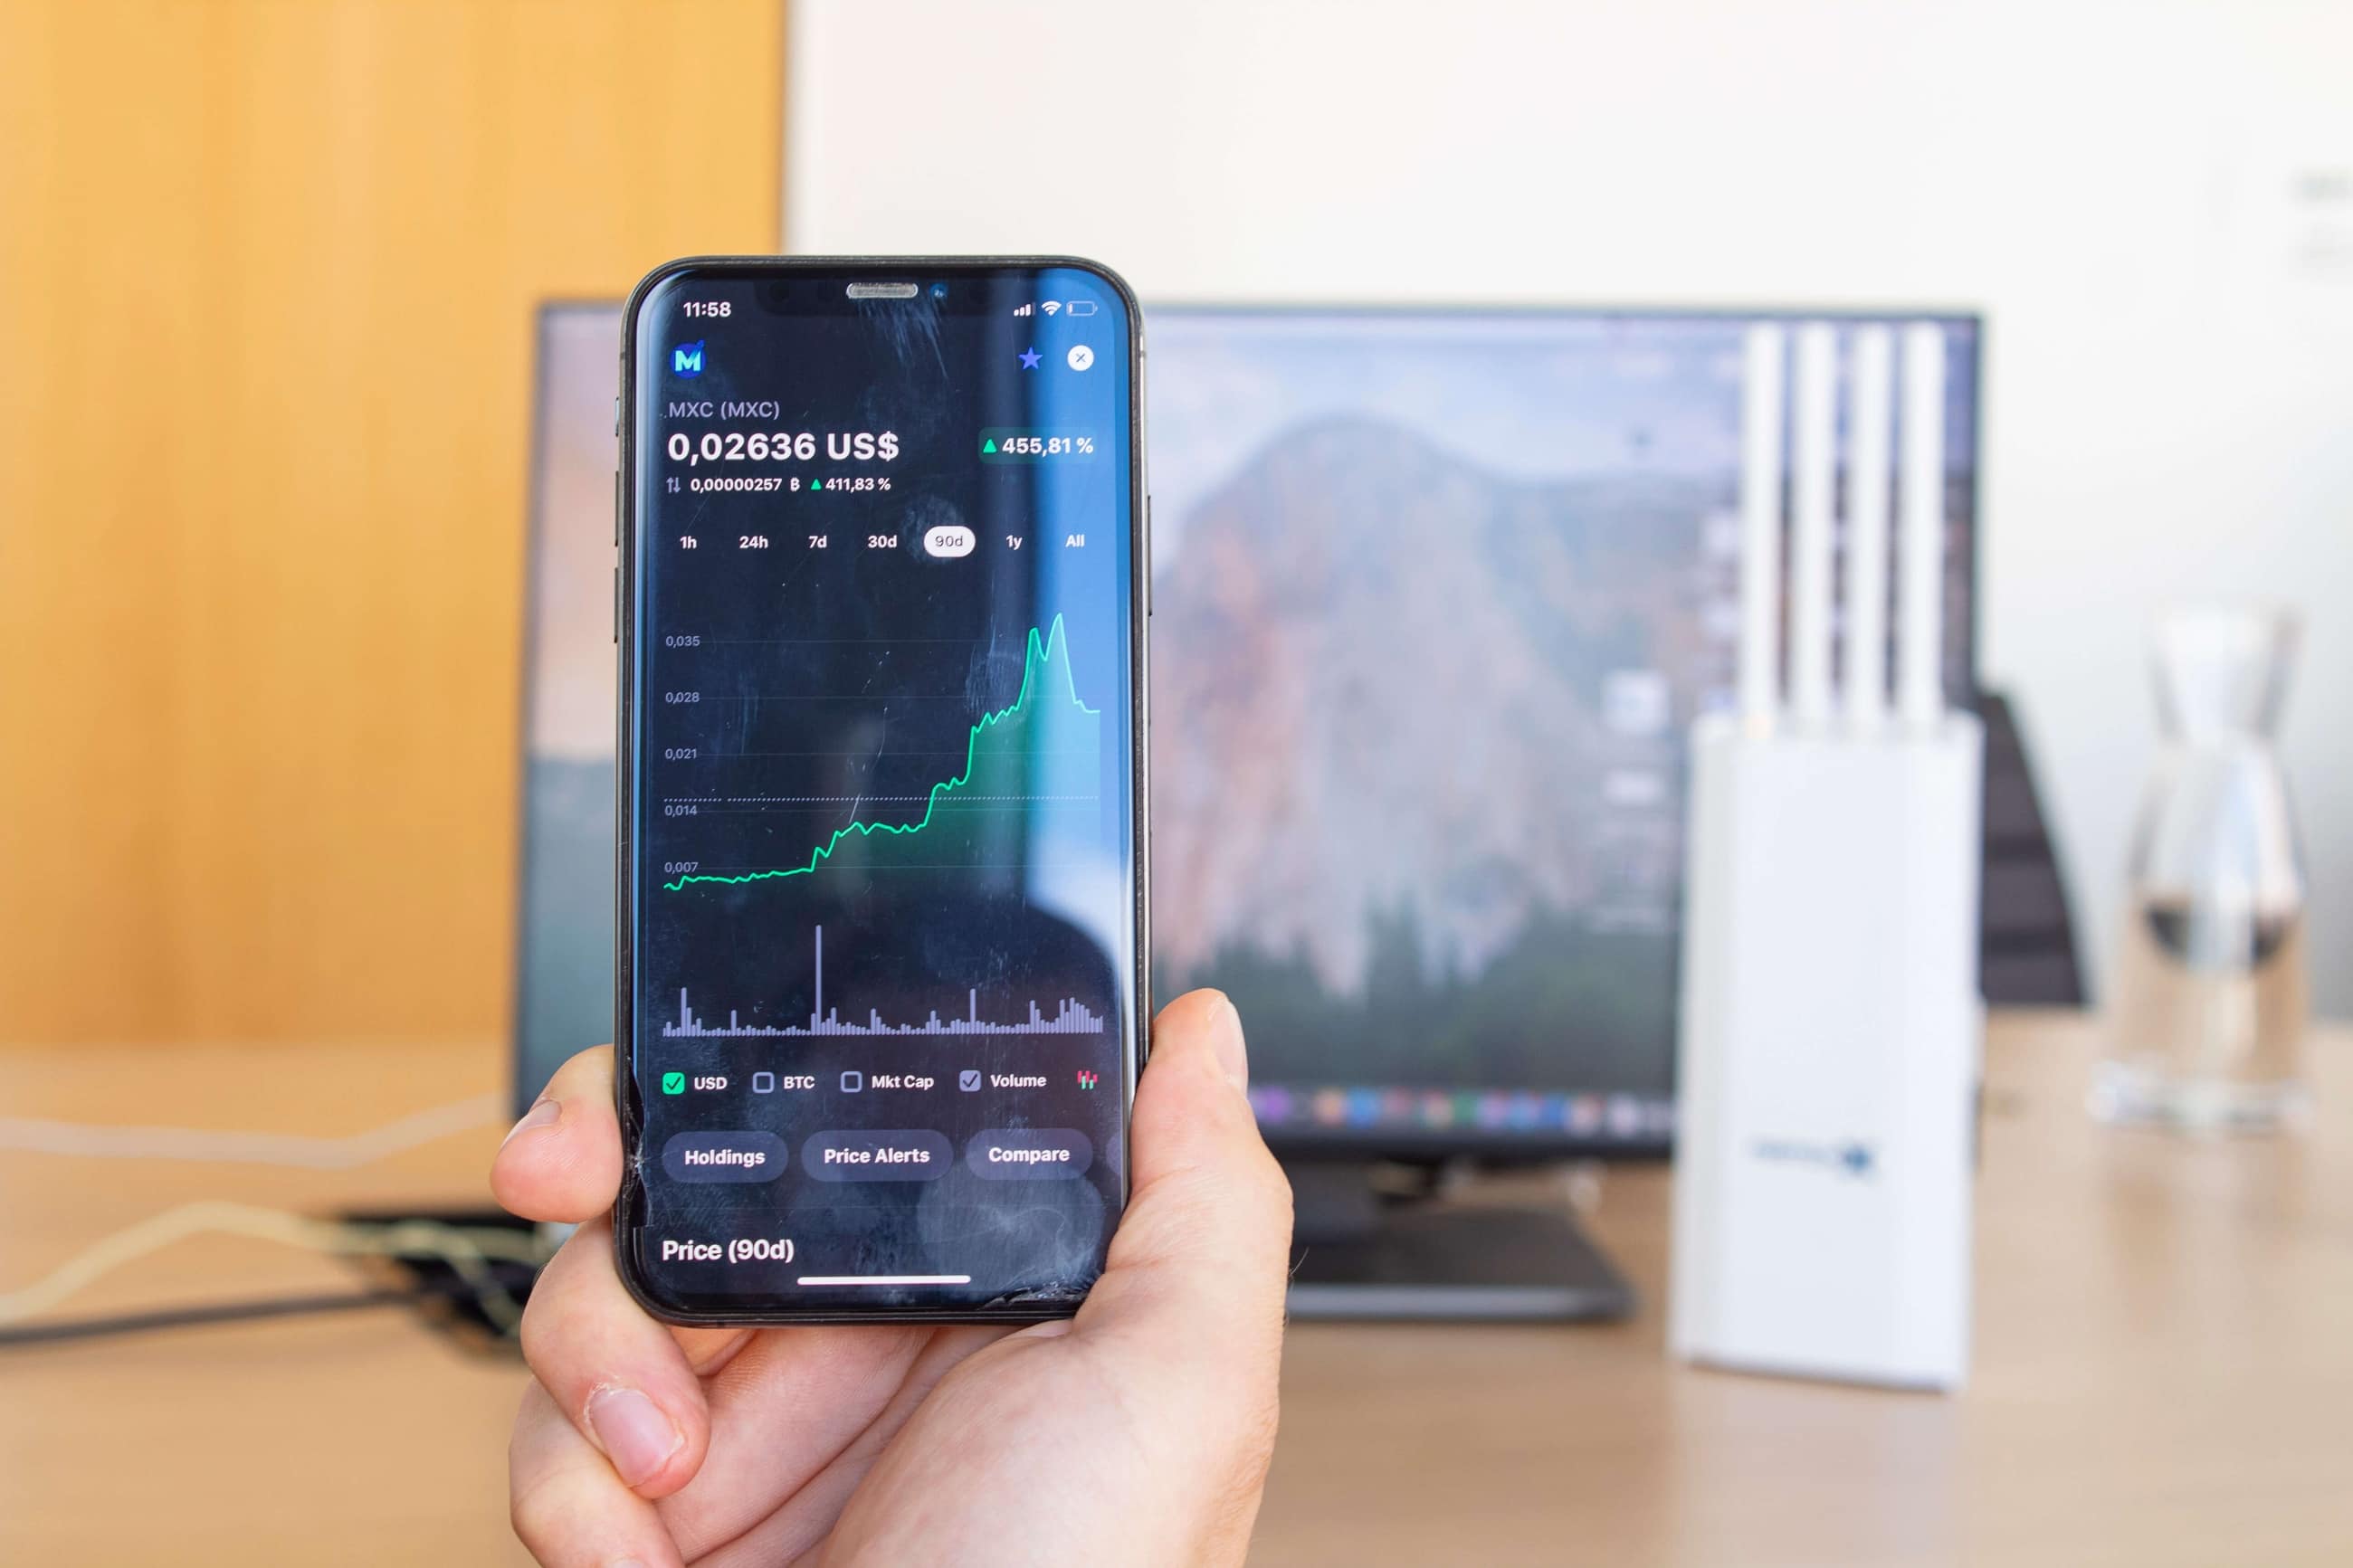 11:58
M
MXC (MXC)
0,02636 US$ ▲ 455,81 %
0,00000257 ₿ ▲ 411,83 %
1h 24h 7d 30d 90d 1y All
0,035
0,028
0,021
0,014
0,007
USD BTC Mkt Cap Volume
Holdings Price Alerts Compare
Price (90d)